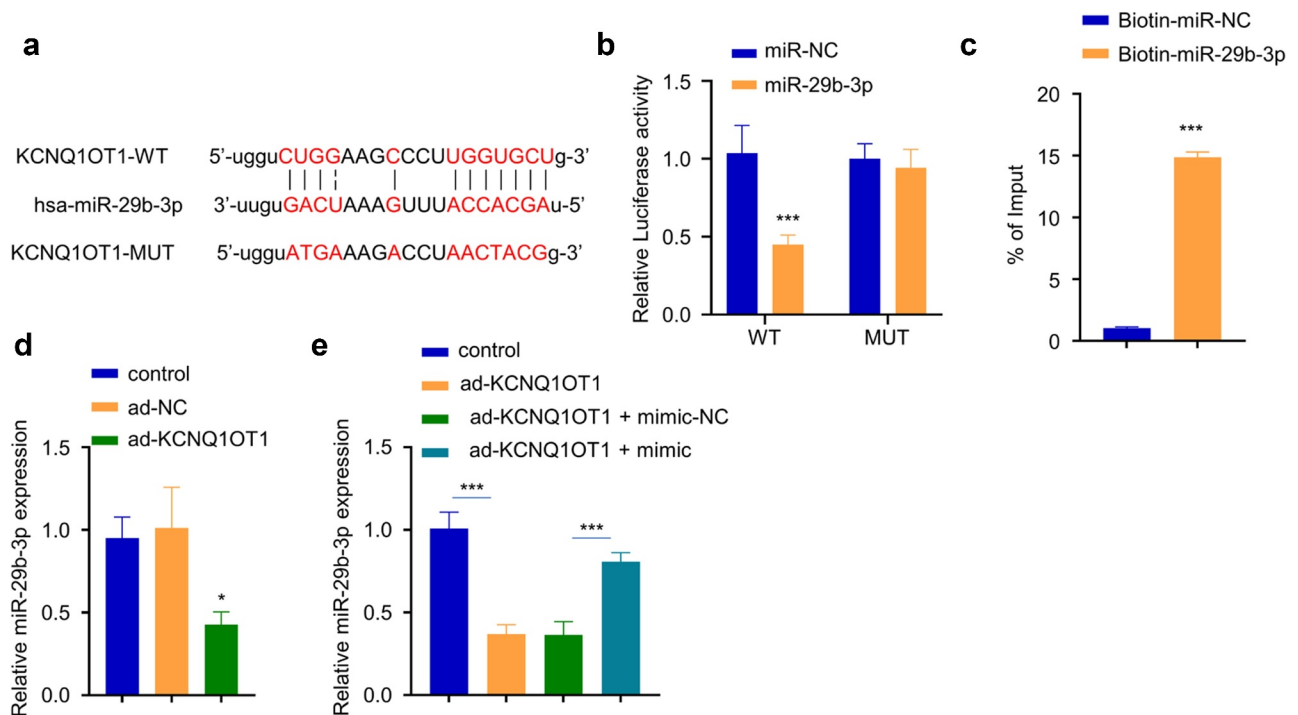 a
KCNQ1OT1-WT 5’-ugguCUGGAAGCCCUUGGUGCUg-3’
hsa-miR-29b-3p 3’-uuguGACUAAAGUUUACCACGAu-5’
KCNQ1OT1-MUT 5’-ugguATGAAAGACCUAACTACGg-3’
b
miR-NC
miR-29b-3p
Relative Luciferase activity
1.5
1.0
0.5
0.0
***
WT MUT
c
Biotin-miR-NC
Biotin-miR-29b-3p
% of Imput
20
15
10
5
0
***
d
control
ad-NC
ad-KCNQ1OT1
Relative miR-29b-3p expression
1.5
1.0
0.5
0.0
*
e
control
ad-KCNQ1OT1
ad-KCNQ1OT1 + mimic-NC
ad-KCNQ1OT1 + mimic
Relative miR-29b-3p expression
1.5
1.0
0.5
0.0
***
***